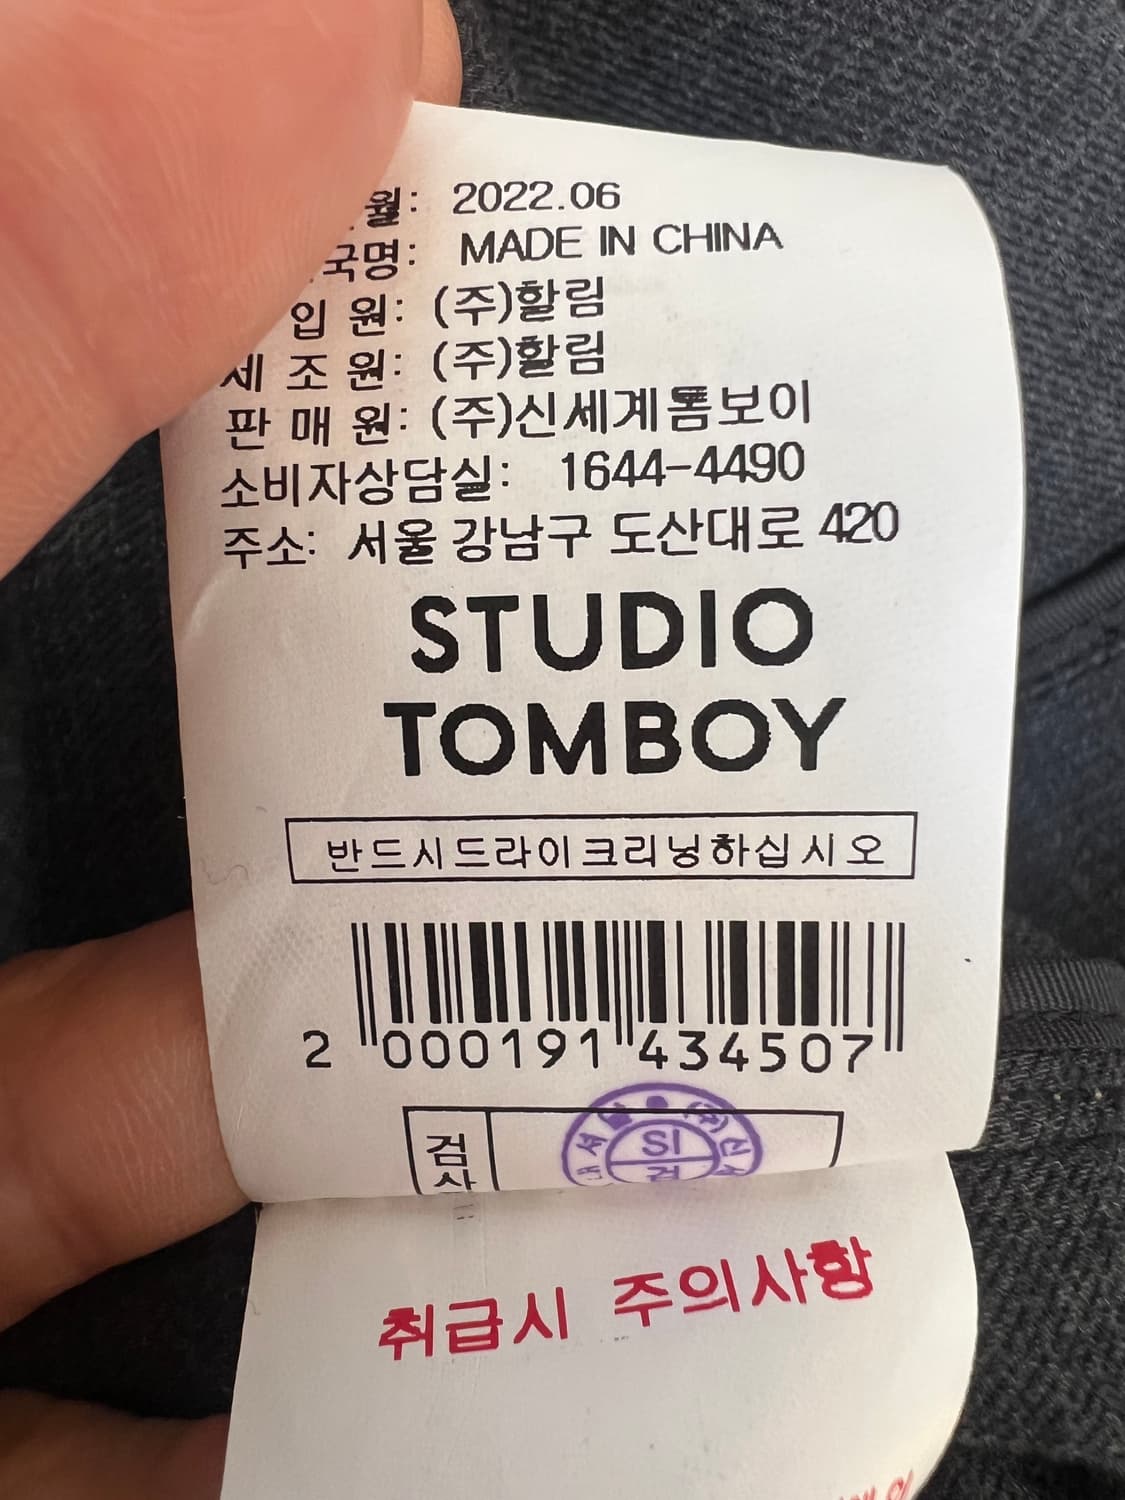 월: 2022.06
국명: MADE IN CHINA
입 원: (주)할림
제 조 원: (주)할림
판 매 원: (주)신세계톰보이
소비자상담실: 1644-4490
주소: 서울 강남구 도산대로 420
STUDIO
TOMBOY
반드시드라이크리닝하십시오
2 000191 434507
검
사
SI
검
취급시 주의사항